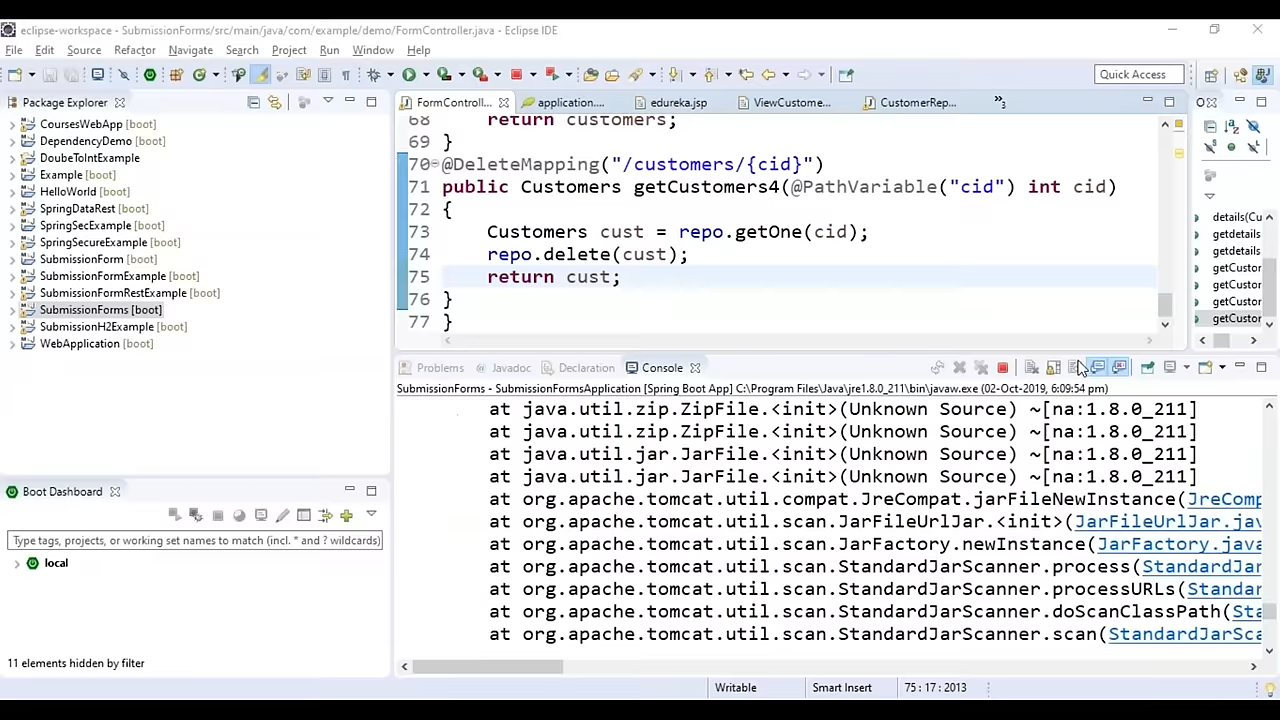 eclipse-workspace - SubmissionForms/src/main/java/com/example/demo/FormController.java - Eclipse IDE
File Edit Source Refactor Navigate Search Project Run Window Help
Quick Access
Package Explorer
CoursesWebApp [boot]
DependencyDemo [boot]
DoubeToIntExample
Example [boot]
HelloWorld [boot]
SpringDataRest [boot]
SpringSecExample [boot]
SpringSecureExample [boot]
SubmissionForm [boot]
SubmissionFormExample [boot]
SubmissionFormRestExample [boot]
SubmissionForms [boot]
SubmissionH2Example [boot]
WebApplication [boot]
Boot Dashboard
Type tags, projects, or working set names to match (incl. * and ? wildcards)
local
11 elements hidden by filter
FormControll... application.... edureka.jsp ViewCustome... CustomerRep... »3
68 return customers;
69 }
70 @DeleteMapping("/customers/{cid}")
71 public Customers getCustomers4(@PathVariable("cid") int cid)
72 {
73 Customers cust = repo.getOne(cid);
74 repo.delete(cust);
75 return cust;
76 }
77 }
details(Cu
getdetails
getdetails
getCustor
getCustor
getCustor
getCustor
Problems Javadoc Declaration Console
SubmissionForms - SubmissionFormsApplication [Spring Boot App] C:\Program Files\Java\jre1.8.0_211\bin\javaw.exe (02-Oct-2019, 6:09:54 pm)
at java.util.zip.ZipFile.<init>(Unknown Source) ~[na:1.8.0_211]
at java.util.zip.ZipFile.<init>(Unknown Source) ~[na:1.8.0_211]
at java.util.jar.JarFile.<init>(Unknown Source) ~[na:1.8.0_211]
at java.util.jar.JarFile.<init>(Unknown Source) ~[na:1.8.0_211]
at org.apache.tomcat.util.compat.JreCompat.jarFileNewInstance(JreComp
at org.apache.tomcat.util.scan.JarFileUrlJar.<init>(JarFileUrlJar.jav
at org.apache.tomcat.util.scan.JarFactory.newInstance(JarFactory.java
at org.apache.tomcat.util.scan.StandardJarScanner.process(StandardJar
at org.apache.tomcat.util.scan.StandardJarScanner.processURLs(Standar
at org.apache.tomcat.util.scan.StandardJarScanner.doScanClassPath(Sta
at org.apache.tomcat.util.scan.StandardJarScanner.scan(StandardJarSca
Writable Smart Insert 75 : 17 : 2013